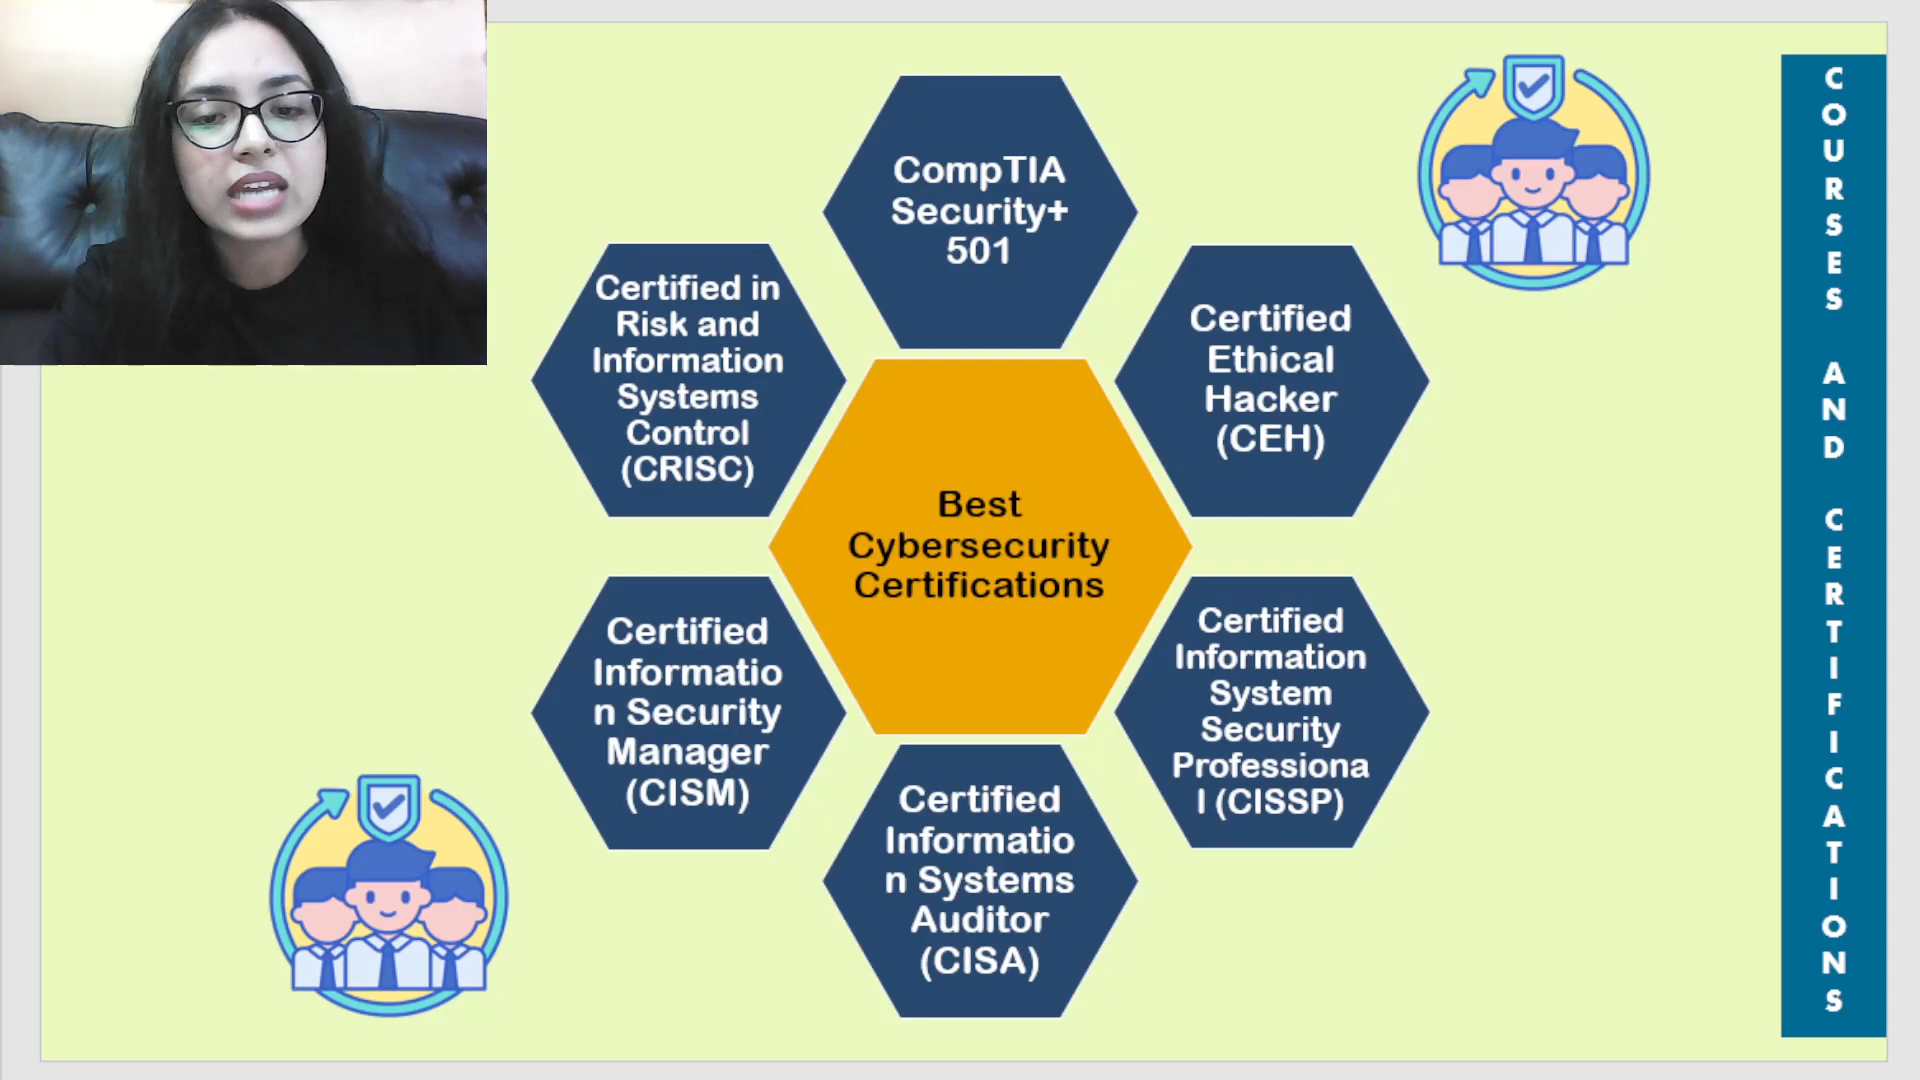 CompTIA
Security+
501
Certified
Ethical
Hacker
(CEH)
Certified
Information
System
Security
Professiona
l (CISSP)
Certified
Informatio
n Systems
Auditor
(CISA)
Certified
Informatio
n Security
Manager
(CISM)
Certified in
Risk and
Information
Systems
Control
(CRISC)
Best
Cybersecurity
Certifications
COURSES AND CERTIFICATIONS